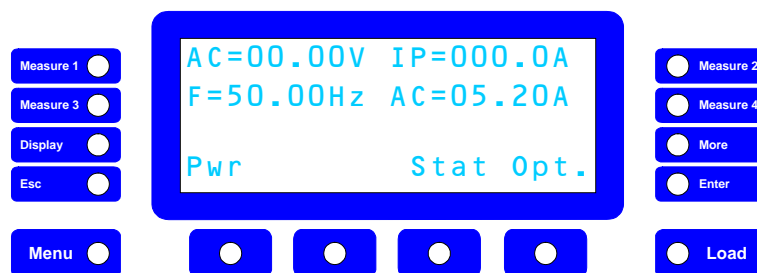 Measure 1
Measure 3
Display
Esc
Menu
AC=00.00V IP=000.0A
F=50.00Hz AC=05.20A
Pwr Stat Opt.
Measure 2
Measure 4
More
Enter
Load